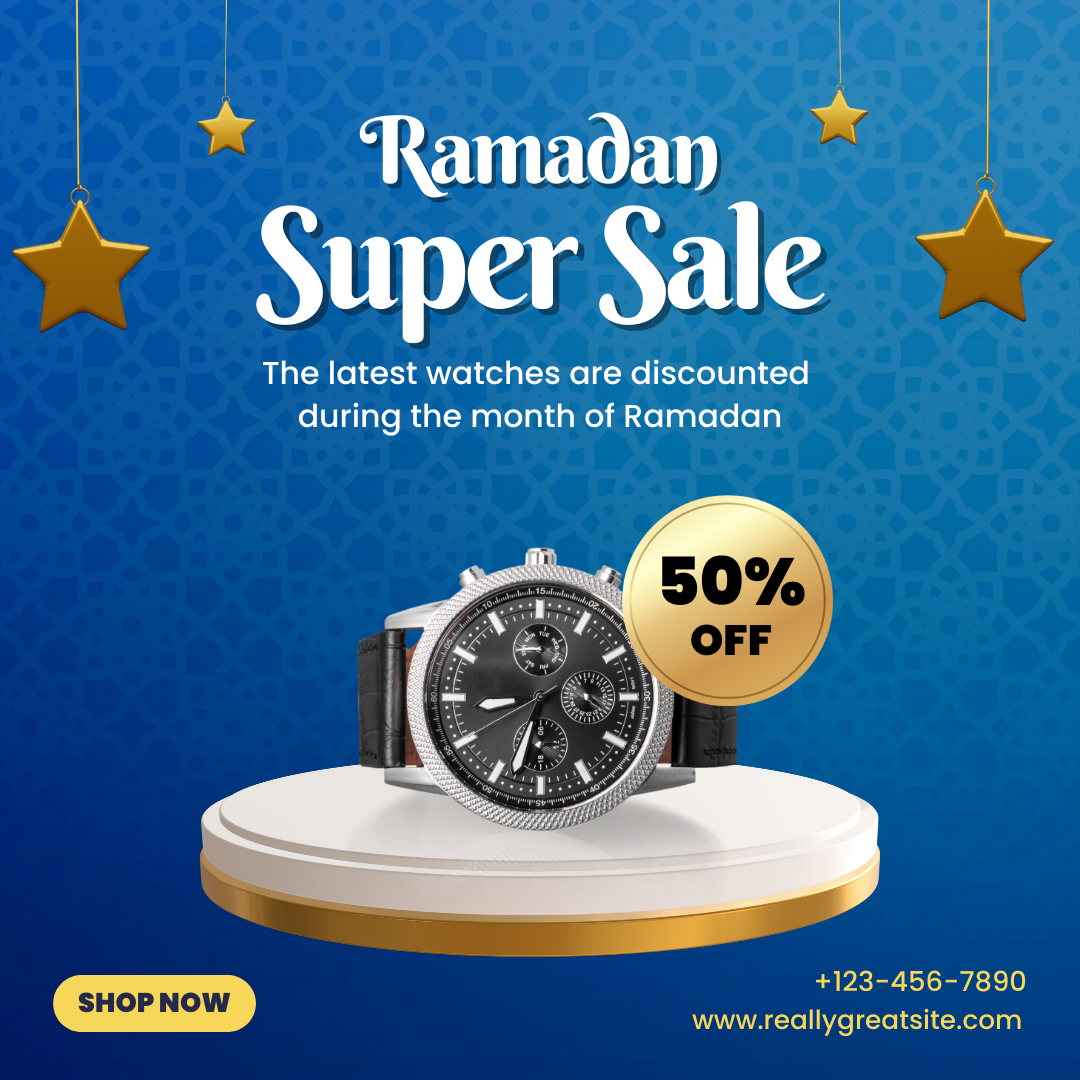 Ramadan
Super Sale
The latest watches are discounted
during the month of Ramadan
50%
OFF
SHOP NOW
+123-456-7890
www.reallygreatsite.com